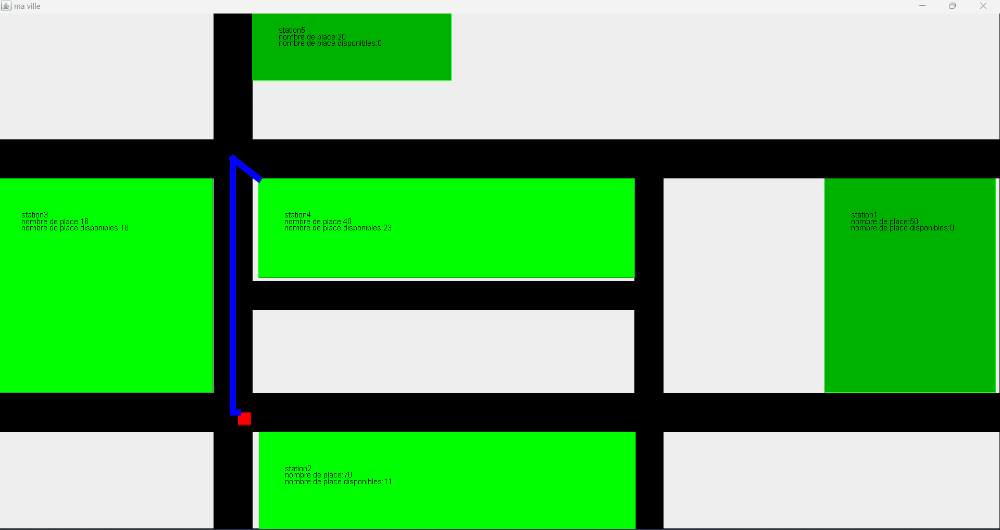 ma ville
station5
nombre de place:20
nombre de place disponibles:0
station3
nombre de place:16
nombre de place disponibles:10
station4
nombre de place:40
nombre de place disponibles:23
station1
nombre de place:50
nombre de place disponibles:0
station2
nombre de place:70
nombre de place disponibles:11